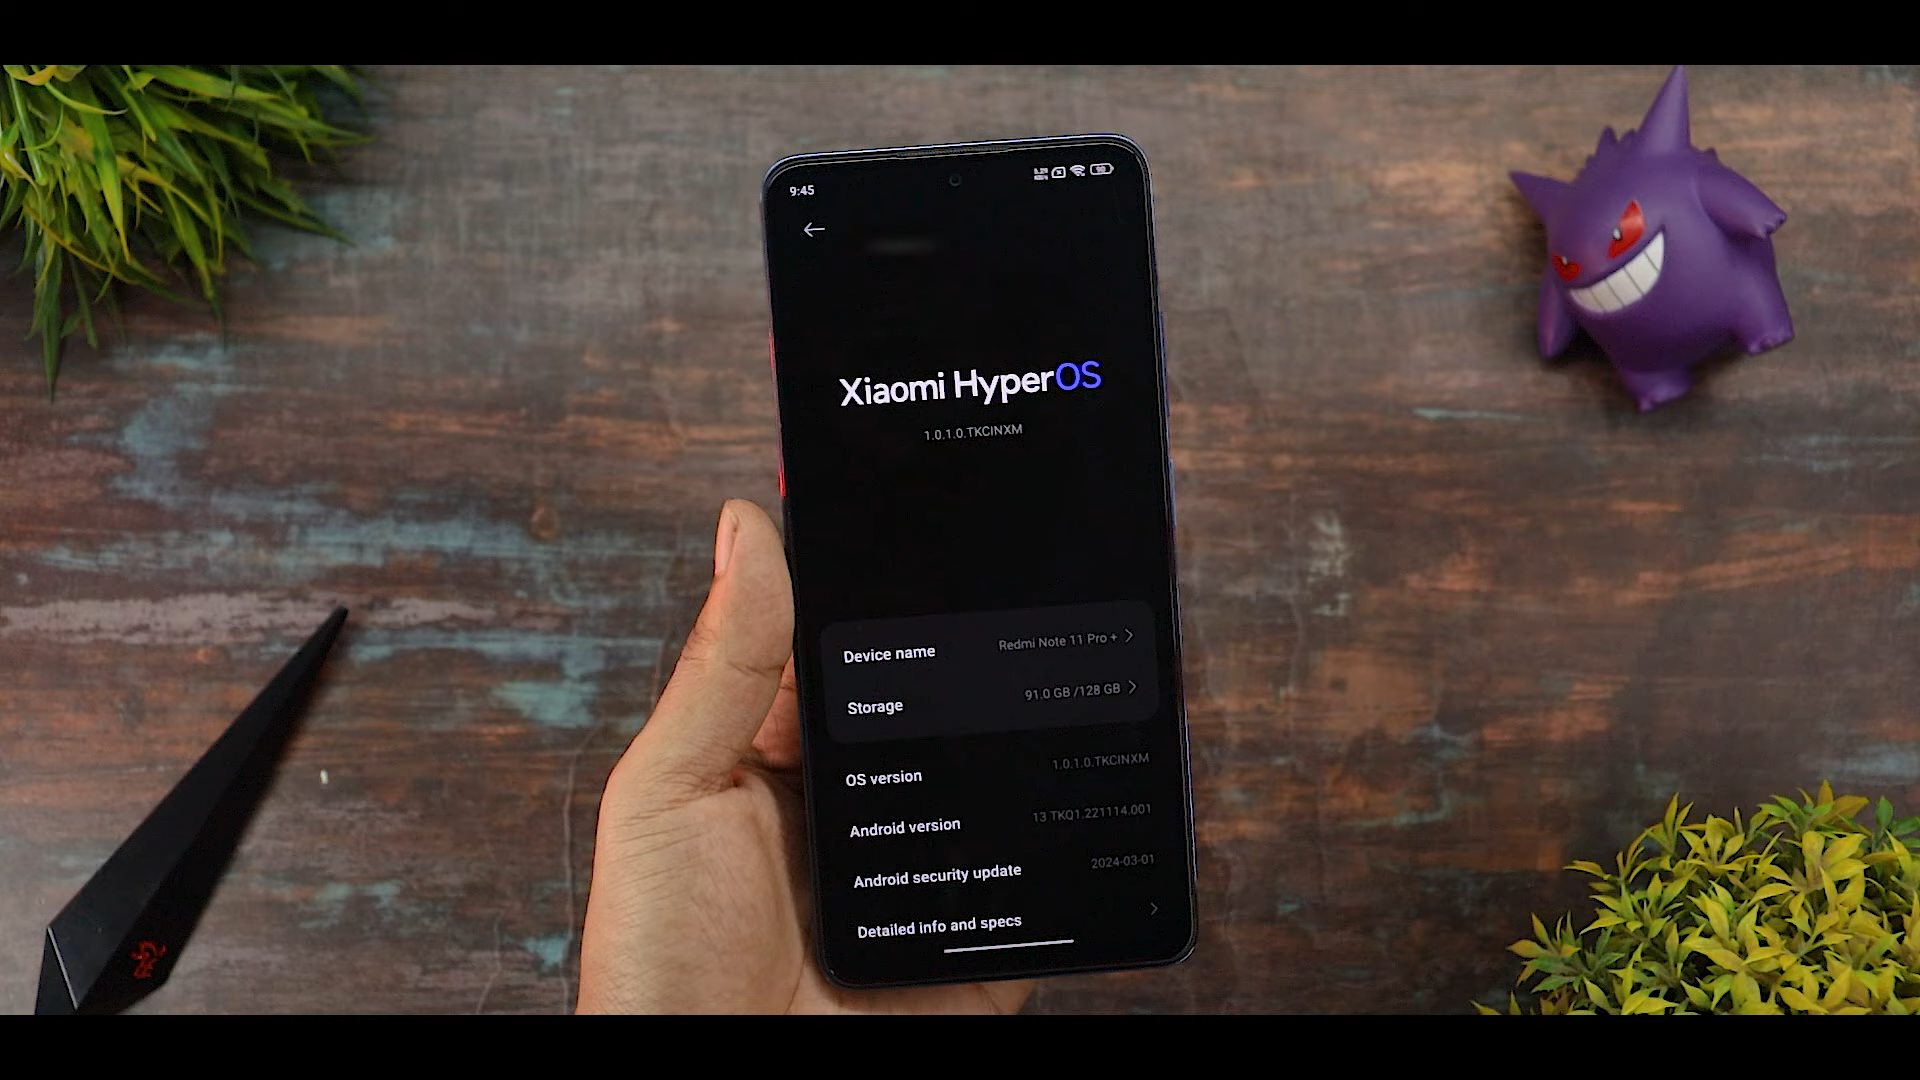 9:45
90
Xiaomi HyperOS
1.0.1.0.TKCINXM
Device name Redmi Note 11 Pro +
Storage 91.0 GB /128 GB
OS version 1.0.1.0.TKCINXM
Android version 13 TKQ1.221114.001
Android security update 2024-03-01
Detailed info and specs